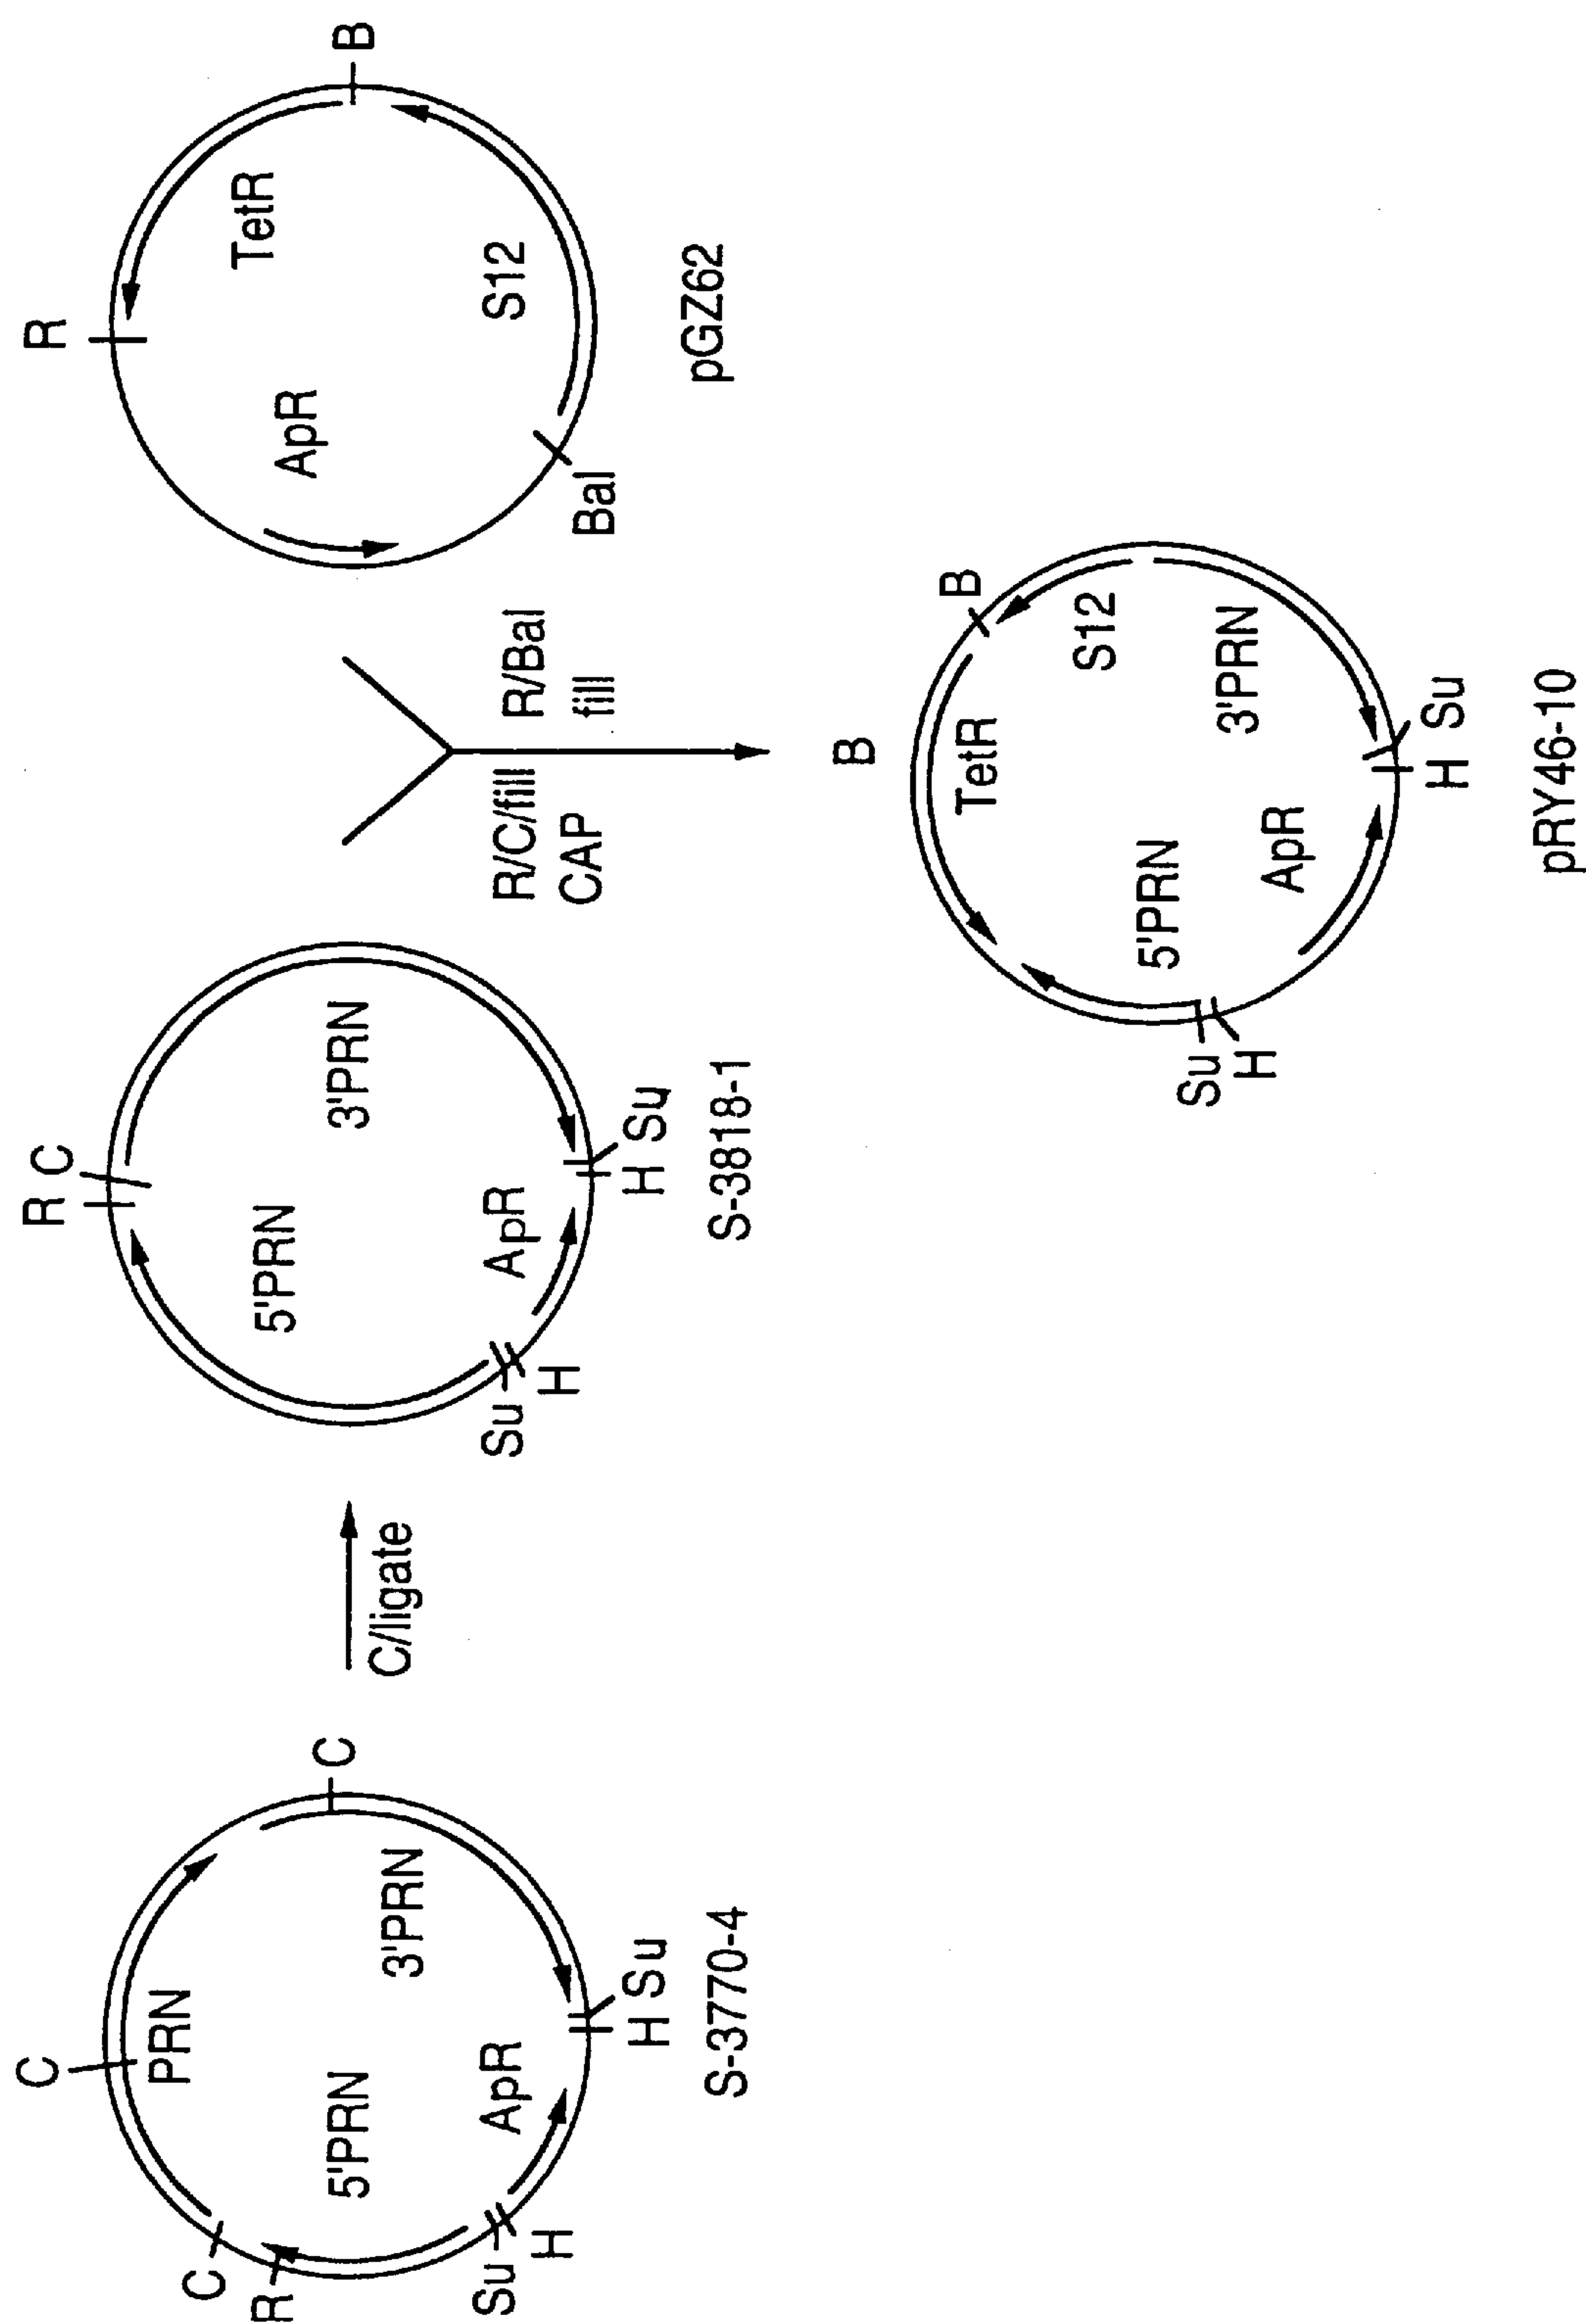 C
PRN
C
R
C
5'PRN
3'PRN
ApR
Su
H
H Su
S-3770-4
C/ligate
R C
5'PRN
3'PRN
ApR
Su
H
H Su
S-3818-1
R/C/fill
CAP
R/Bal
fill
R
B
TetR
ApR
S12
Bal
pGZ62
B
B
TetR
S12
5'PRN
3'PRN
ApR
Su
H
H Su
pRY46-10